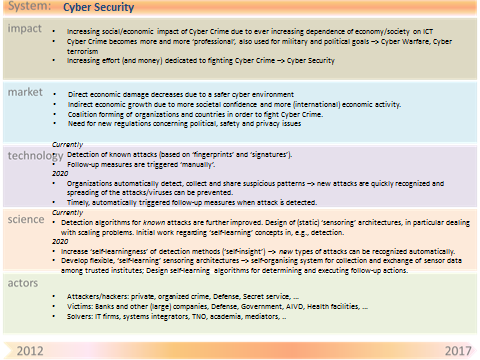 System: Cyber Security
impact
• Increasing social/economic impact of Cyber Crime due to ever increasing dependence of economy/society on ICT
• Cyber Crime becomes more and more 'professional', also used for military and political goals –> Cyber Warfare, Cyber
terrorism
• Increasing effort (and money) dedicated to fighting Cyber Crime –> Cyber Security
market
• Direct economic damage decreases due to a safer cyber environment
• Indirect economic growth due to more societal confidence and more (international) economic activity.
• Coalition forming of organizations and countries in order to fight Cyber Crime.
• Need for new regulations concerning political, safety and privacy issues
technology
Currently
• Detection of known attacks (based on 'fingerprints' and 'signatures').
• Follow-up measures are triggered 'manually'.
2020
• Organizations automatically detect, collect and share suspicious patterns –> new attacks are quickly recognized and
spreading of the attacks/viruses can be prevented.
• Timely, automatically triggered follow-up measures when attack is detected.
science
Currently
• Detection algorithms for known attacks are further improved. Design of (static) 'sensoring' architectures, in particular dealing
with scaling problems. Initial work regarding 'self-learning' concepts in, e.g., detection.
2020
• Increase 'self-learningness' of detection methods ('self-insight') –> new types of attacks can be recognized automatically.
• Develop flexible, 'self-learning' sensoring architectures –> self-organising system for collection and exchange of sensor data
among trusted institutes; Design self-learning algorithms for determining and executing follow-up actions.
actors
• Attackers/hackers: private, organized crime, Defense, Secret service, ...
• Victims: Banks and other (large) companies, Defense, Government, AIVD, Health facilities, ...
• Solvers: IT firms, systems integrators, TNO, academia, mediators, ..
2012
2017